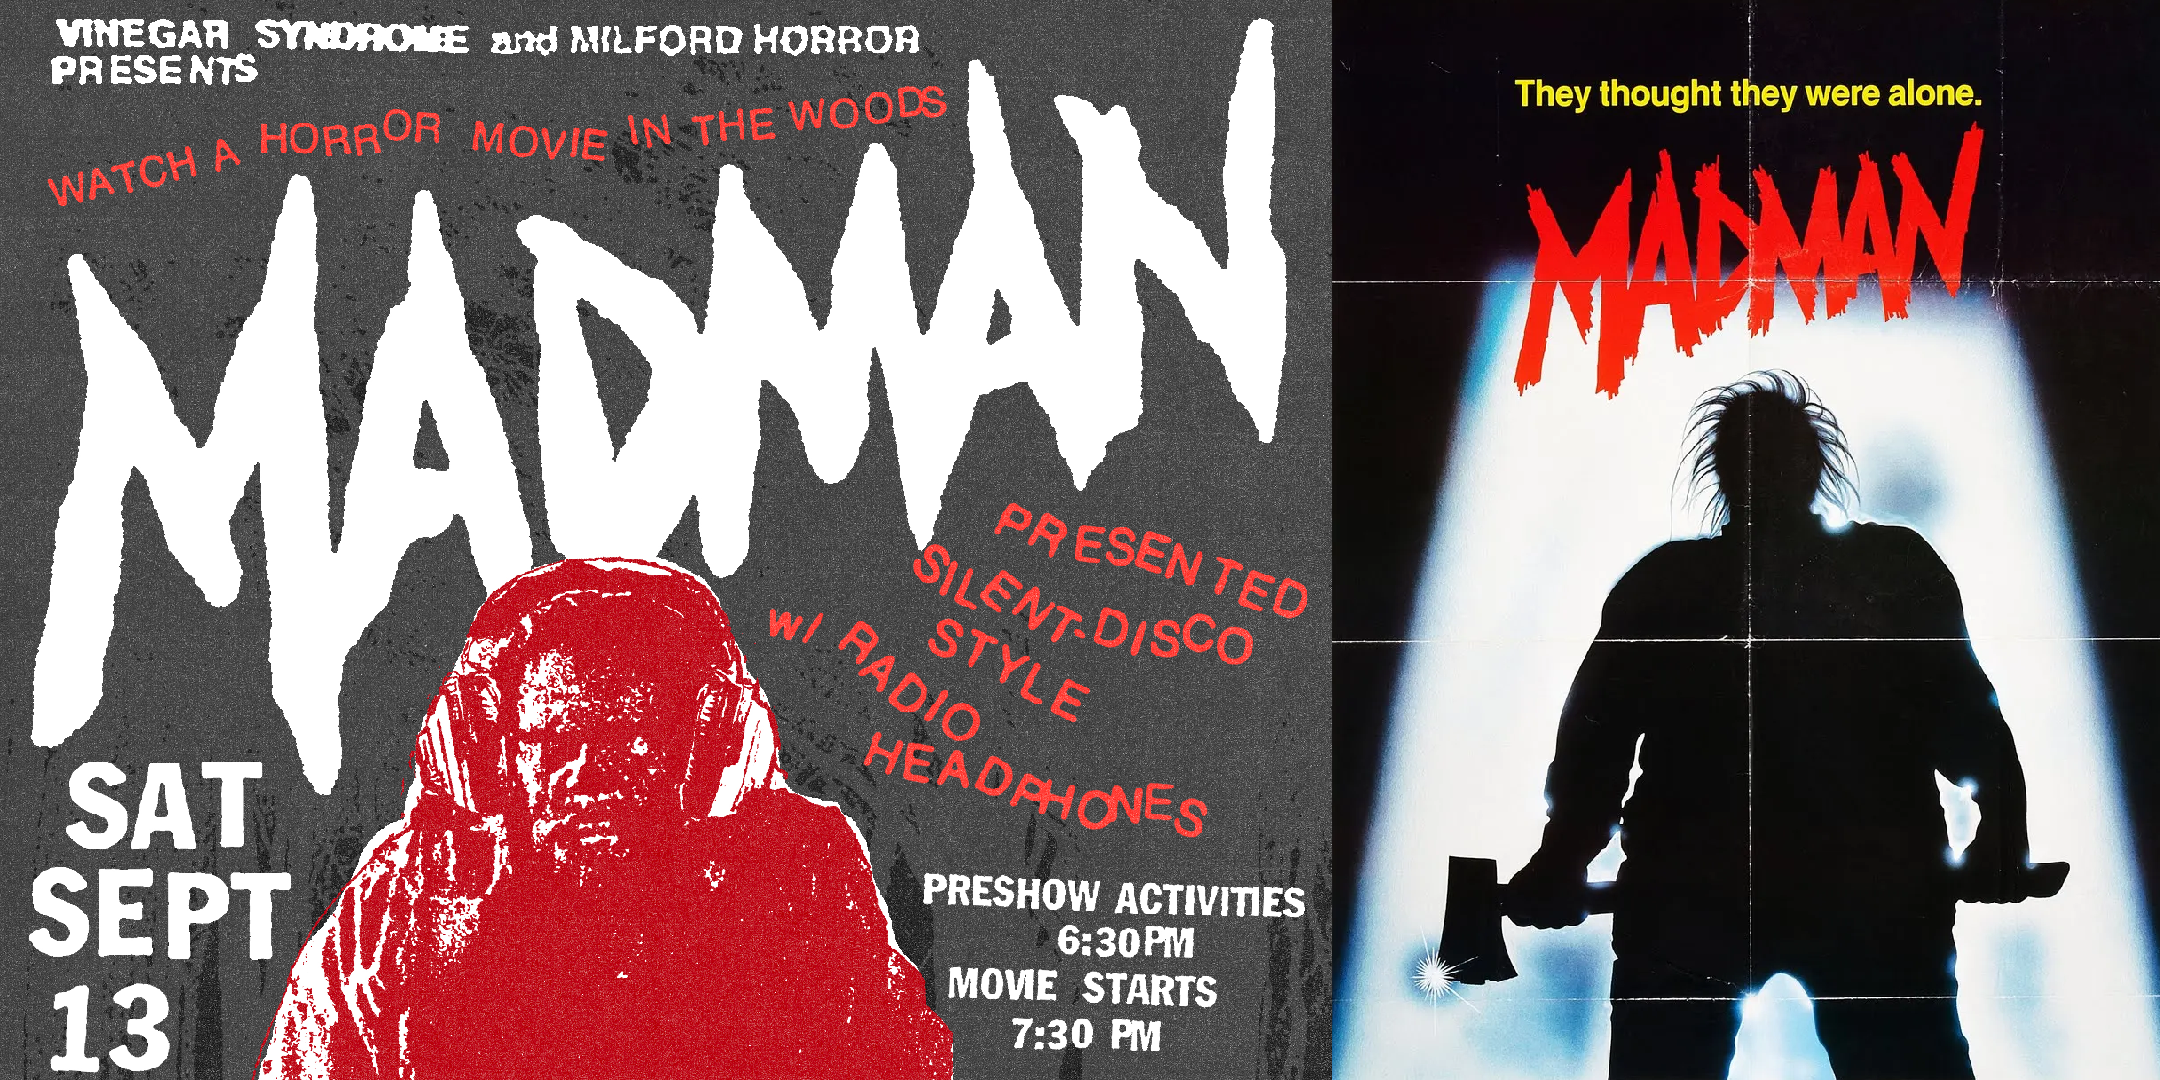 VINEGAR SYNDROME and MILFORD HORROR
PRESENTS
WATCH A HORROR MOVIE IN THE WOODS
MADMAN
PRESENTED
SILENT-DISCO
STYLE
w/ RADIO
HEADPHONES
SAT
SEPT
13
PRESHOW ACTIVITIES
6:30PM
MOVIE STARTS
7:30 PM
They thought they were alone.
MADMAN